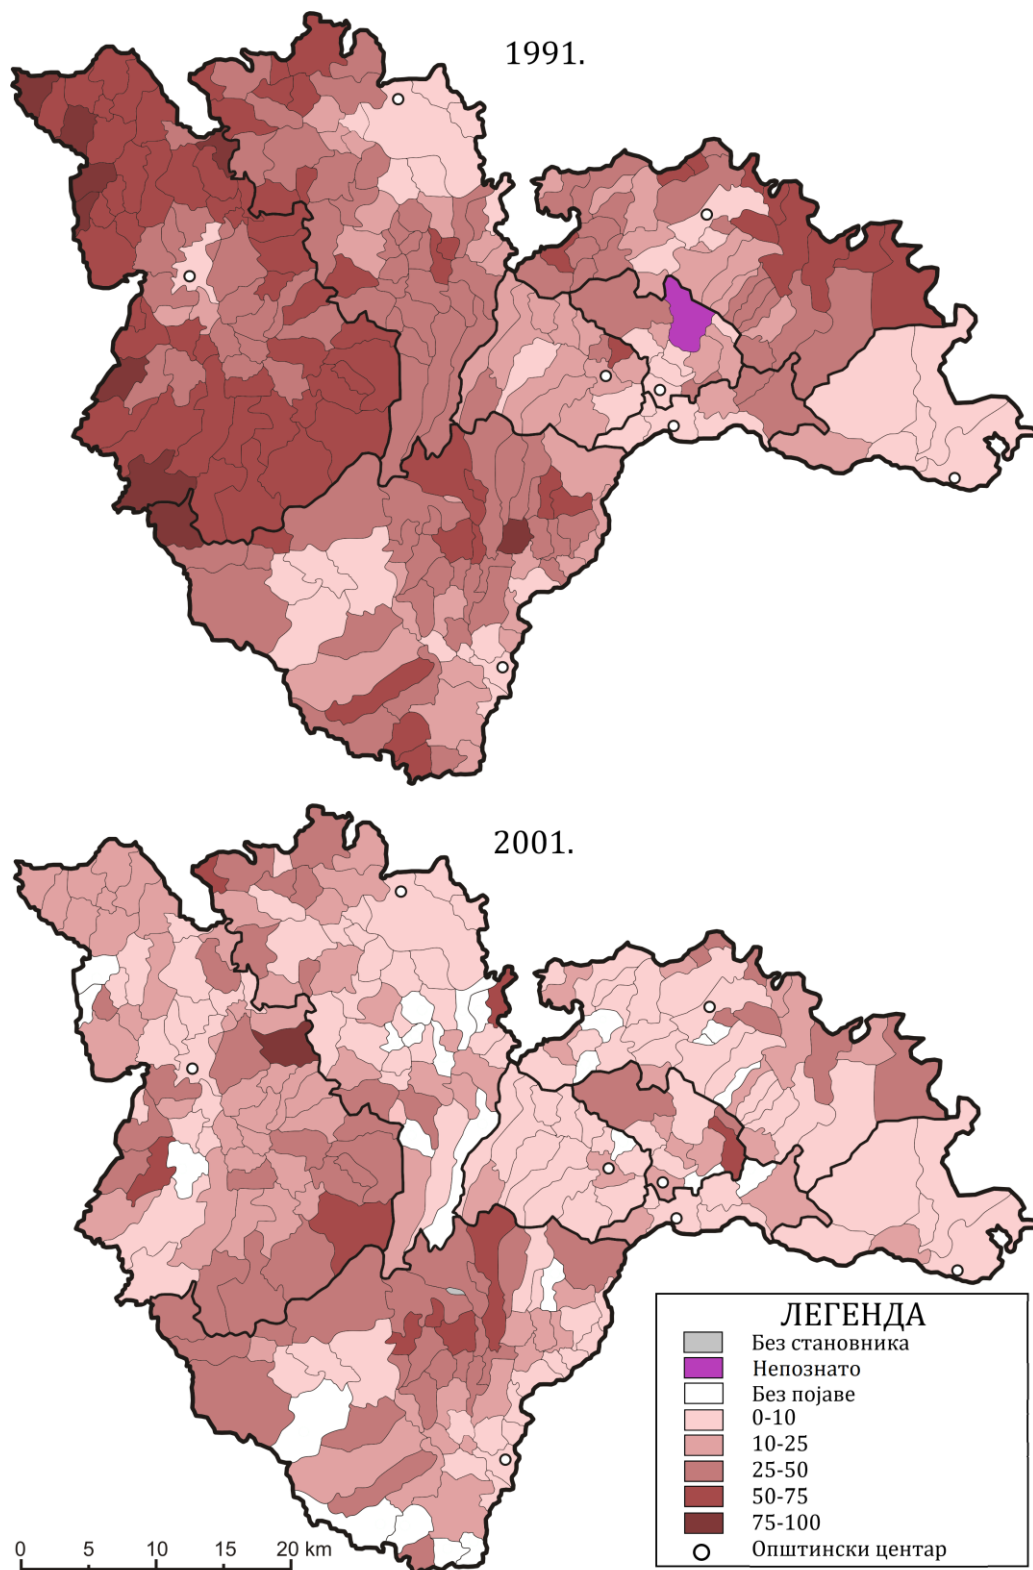 1991.
2001.
ЛЕГЕНДА
Без становника
Непознато
Без појаве
0-10
10-25
25-50
50-75
75-100
Општински центар
0 5 10 15 20 km